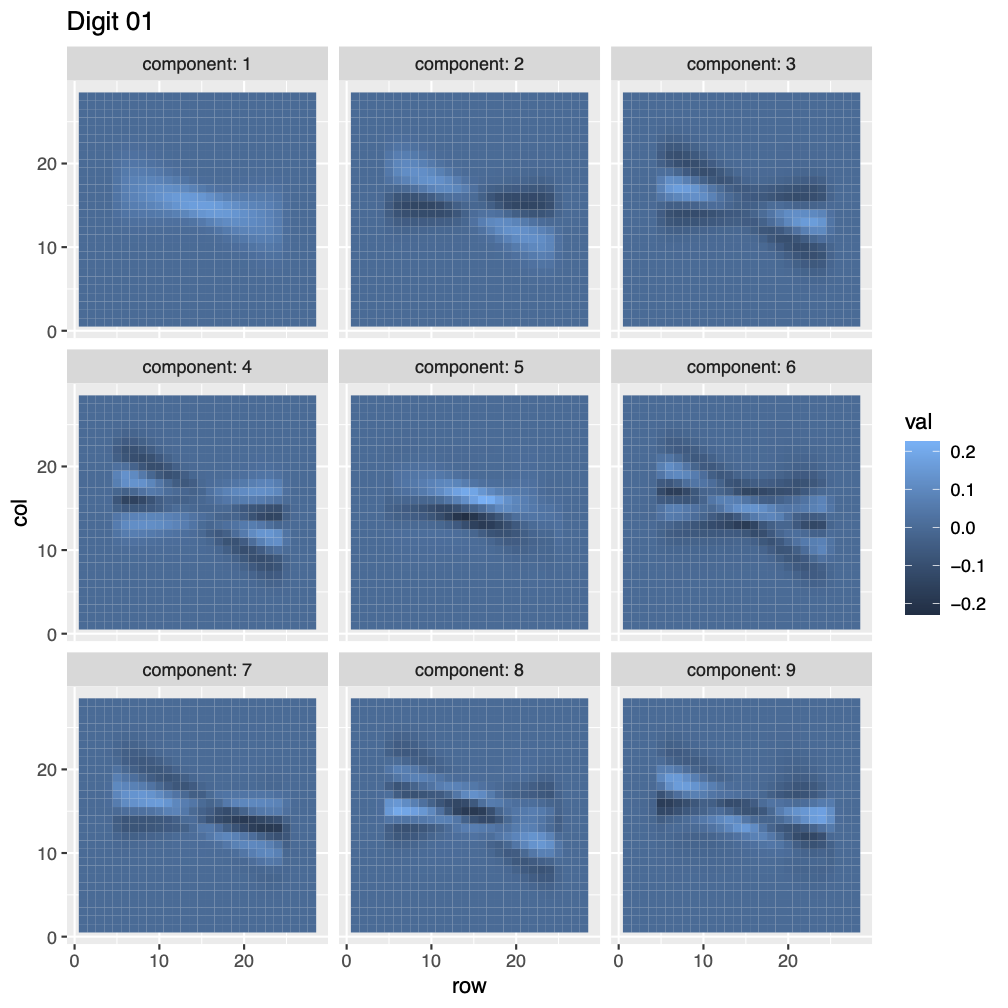 Digit 01
component: 1
component: 2
component: 3
20
10
0
component: 4
component: 5
component: 6
20
10
0
component: 7
component: 8
component: 9
20
10
0
0 10 20
0 10 20
0 10 20
row
col
val
0.2
0.1
0.0
−0.1
−0.2